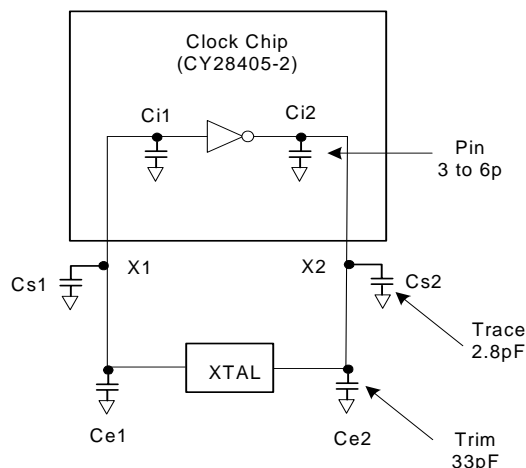 Clock Chip
(CY28405-2)
Ci1
Ci2
Pin
3 to 6p
X1
X2
Cs1
Cs2
Trace
2.8pF
XTAL
Ce1
Ce2
Trim
33pF